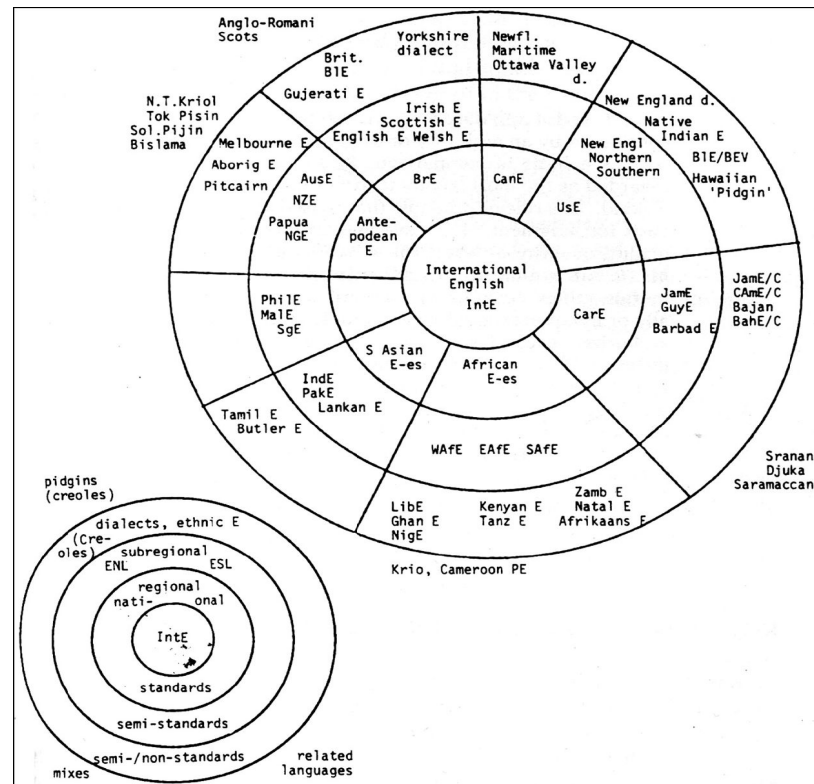 Anglo-Romani
Scots
Yorkshire
dialect
Brit.
BlE
Gujerati E
Newfl.
Maritime
Ottawa Valley
d.
New England d.
Native
Indian E
BlE/BEV
Hawaiian
'Pidgin'
N.T.Kriol
Tok Pisin
Sol.Pijin
Bislama
Melbourne E
Aborig E
Pitcairn
Irish E
Scottish E
English E Welsh E
New Engl
Northern
Southern
AusE
NZE
Papua
NGE
BrE
CanE
UsE
Ante-
podean
E
International
English
IntE
PhilE
MalE
SgE
CarE
JamE
GuyE
Barbad E
JamE/C
CAmE/C
Bajan
BahE/C
S Asian
E-es
African
E-es
IndE
PakE
Lankan E
Tamil E
Butler E
WAfE EAfE SAfE
LibE
Ghan E
NigE
Kenyan E
Tanz E
Zamb E
Natal E
Afrikaans E
Sranan
Djuka
Saramaccan
Krio, Cameroon PE
pidgins
(creoles)
dialects, ethnic E
(Cre-
oles)
subregional
ENL ESL
regional
nati- onal
IntE
standards
semi-standards
semi-/non-standards
mixes
related
languages